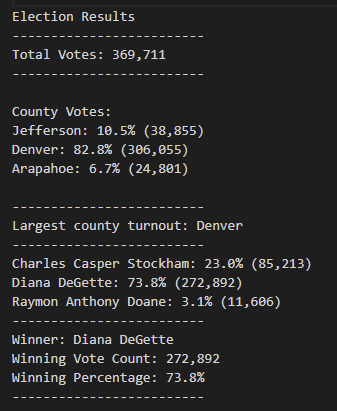 Election Results
-------------------------
Total Votes: 369,711
-------------------------
County Votes:
Jefferson: 10.5% (38,855)
Denver: 82.8% (306,055)
Arapahoe: 6.7% (24,801)
-------------------------
Largest county turnout: Denver
-------------------------
Charles Casper Stockham: 23.0% (85,213)
Diana DeGette: 73.8% (272,892)
Raymon Anthony Doane: 3.1% (11,606)
-------------------------
Winner: Diana DeGette
Winning Vote Count: 272,892
Winning Percentage: 73.8%
-------------------------